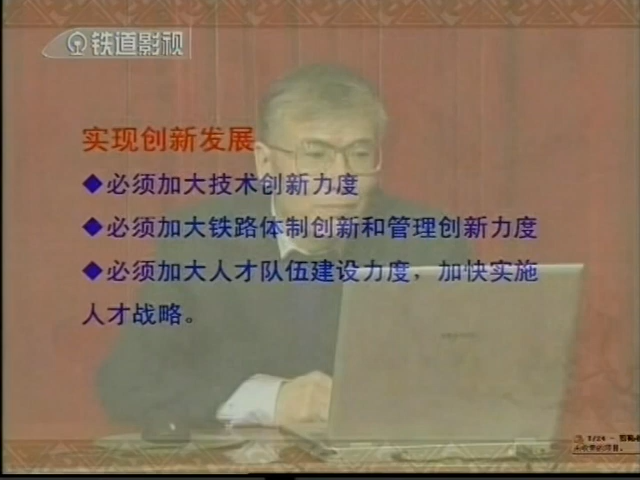 铁道影视
实现创新发展
◆必须加大技术创新力度
◆必须加大铁路体制创新和管理创新力度
◆必须加大人才队伍建设力度，加快实施
人才战略。